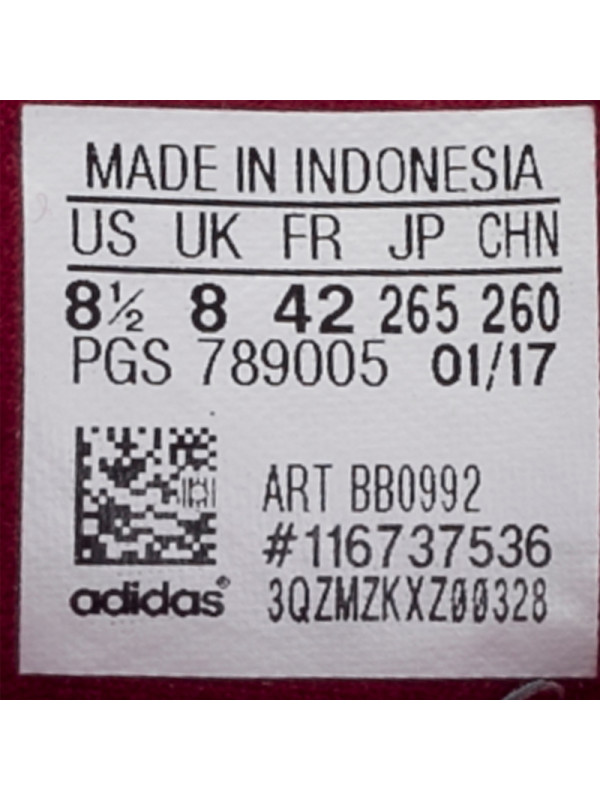 MADE IN INDONESIA
US UK FR JP CHN
8½ 8 42 265 260
PGS 789005 01/17
ART BB0992
#116737536
adidas® 3QZMZKXZ00328